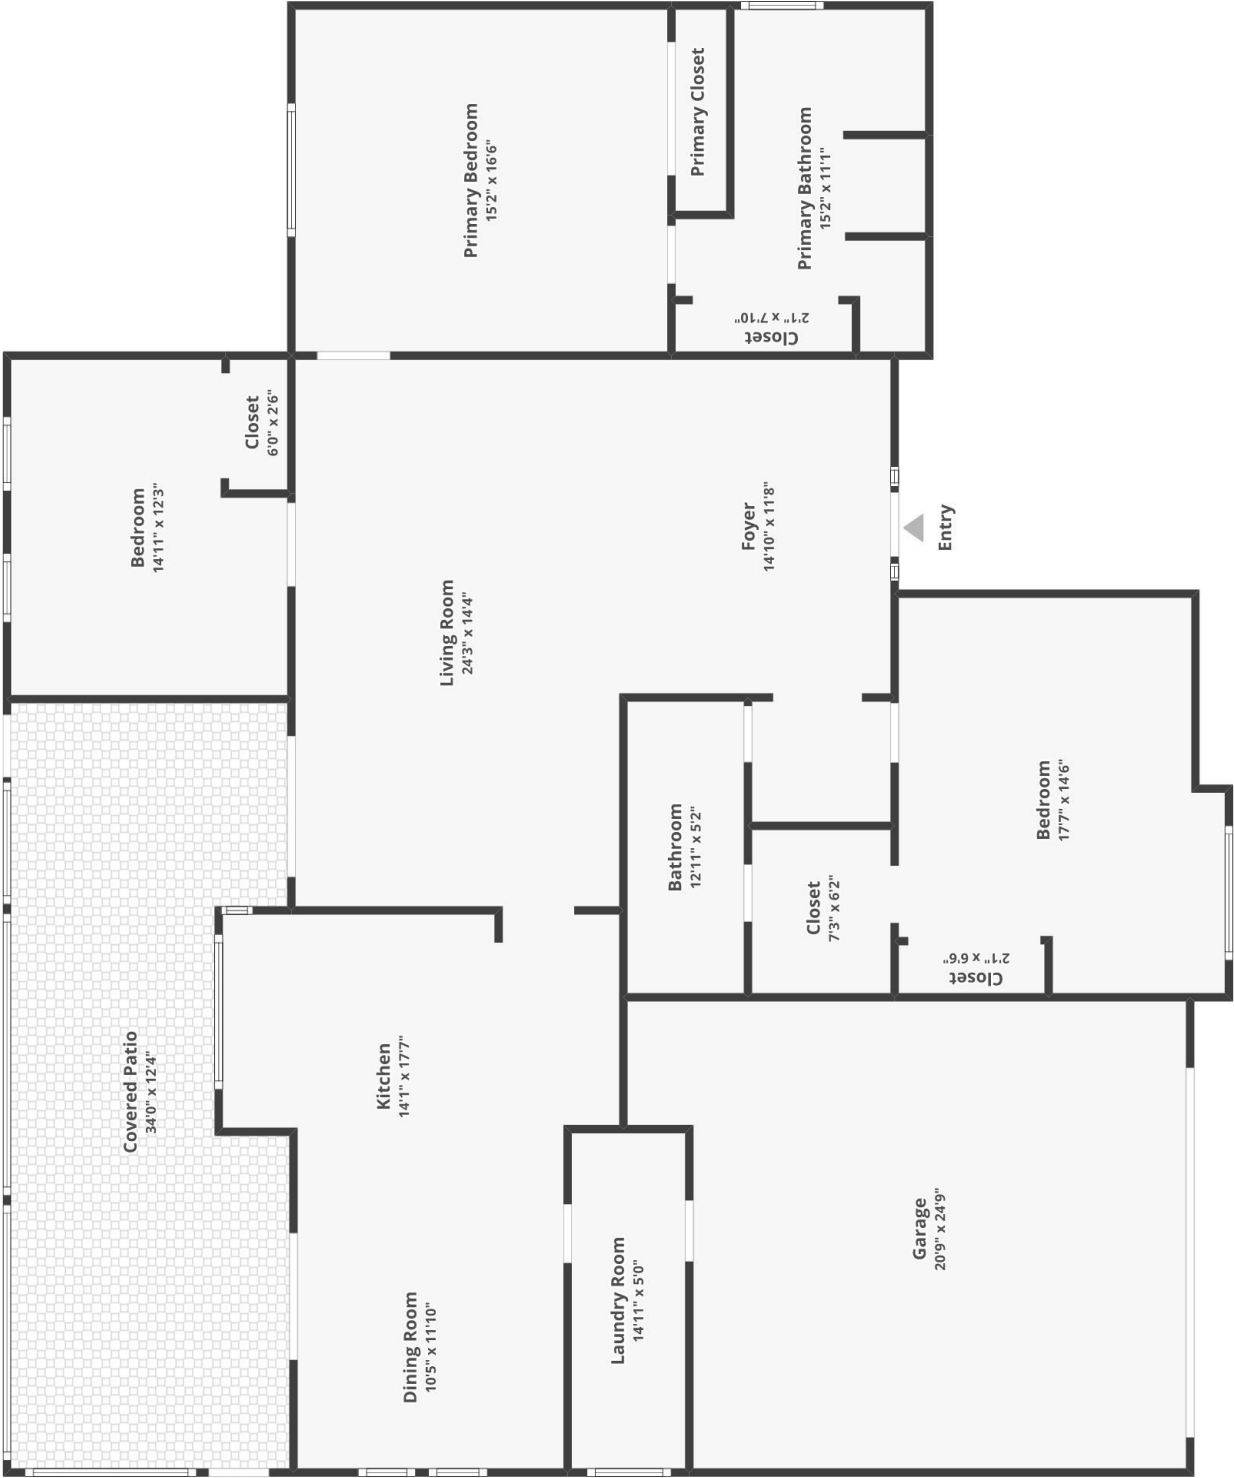 Primary Bedroom
15'2" x 16'6"
Primary Closet
Primary Bathroom
15'2" x 11'1"
Closet
2'1" x 7'10"
Bedroom
14'11" x 12'3"
Closet
6'0" x 2'6"
Living Room
24'3" x 14'4"
Foyer
14'10" x 11'8"
Entry
Bathroom
12'11" x 5'2"
Closet
7'3" x 6'2"
Bedroom
17'7" x 14'6"
Closet
2'1" x 6'6"
Covered Patio
34'0" x 12'4"
Kitchen
14'1" x 17'7"
Dining Room
10'5" x 11'10"
Laundry Room
14'11" x 5'0"
Garage
20'9" x 24'9"